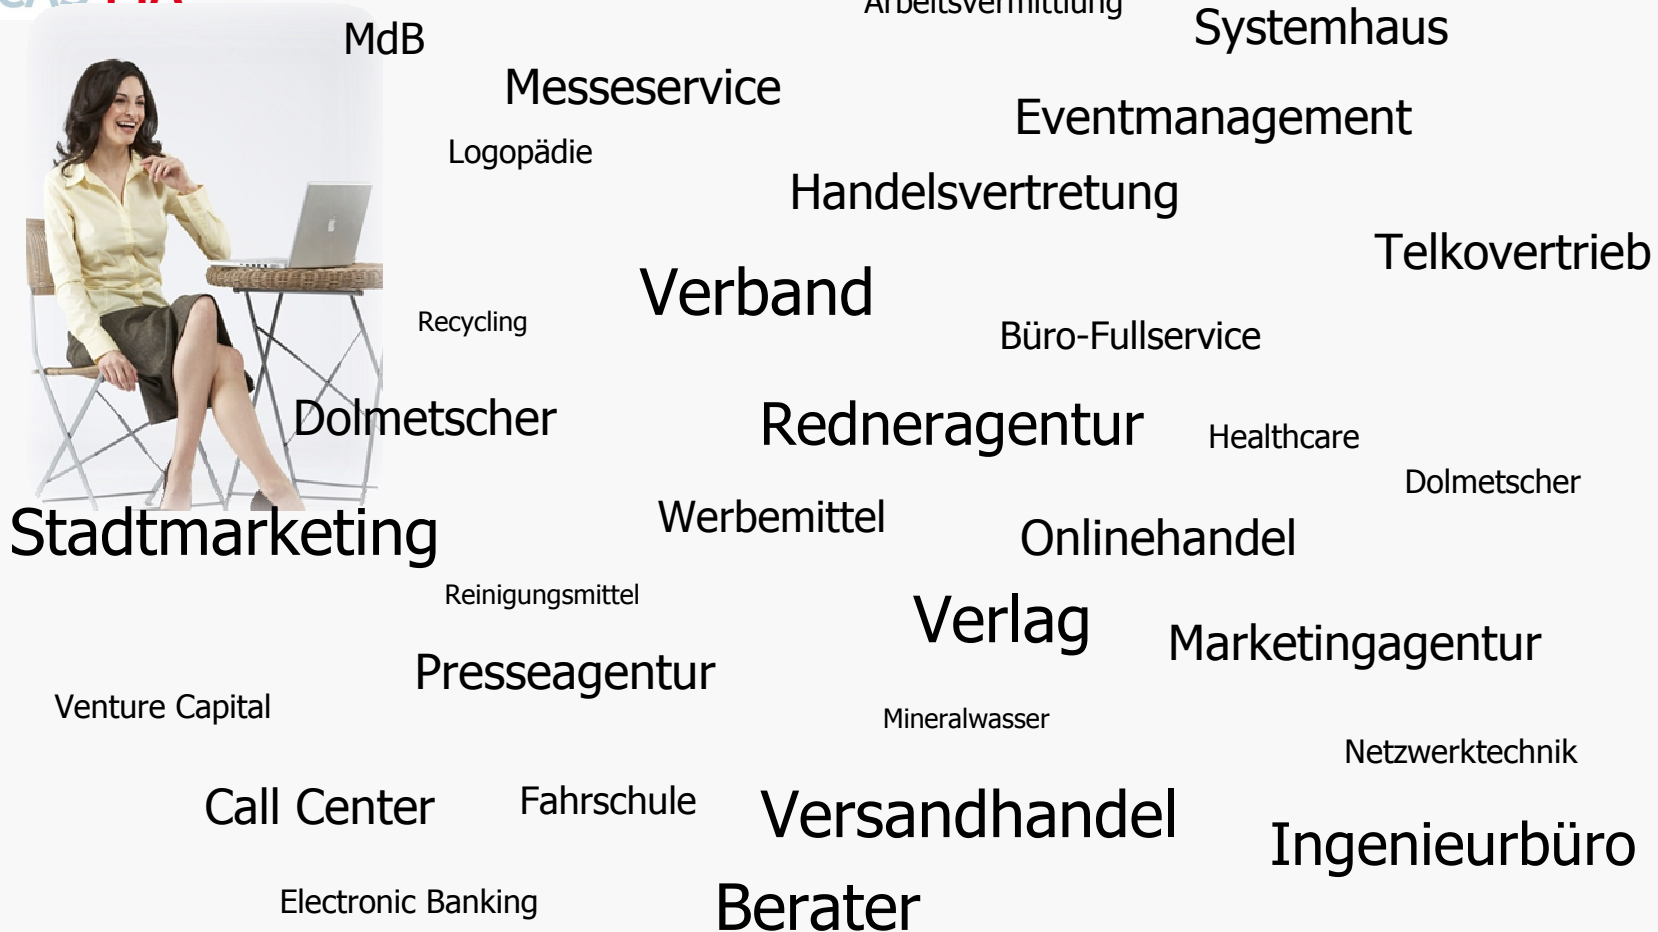 Arbeitsvermittlung
MdB
Systemhaus
Messeservice
Eventmanagement
Logopädie
Handelsvertretung
Telkovertrieb
Verband
Recycling
Büro-Fullservice
Dolmetscher
Redneragentur
Healthcare
Dolmetscher
Stadtmarketing
Werbemittel
Onlinehandel
Reinigungsmittel
Verlag
Marketingagentur
Presseagentur
Venture Capital
Mineralwasser
Netzwerktechnik
Call Center
Fahrschule
Versandhandel
Ingenieurbüro
Electronic Banking
Berater